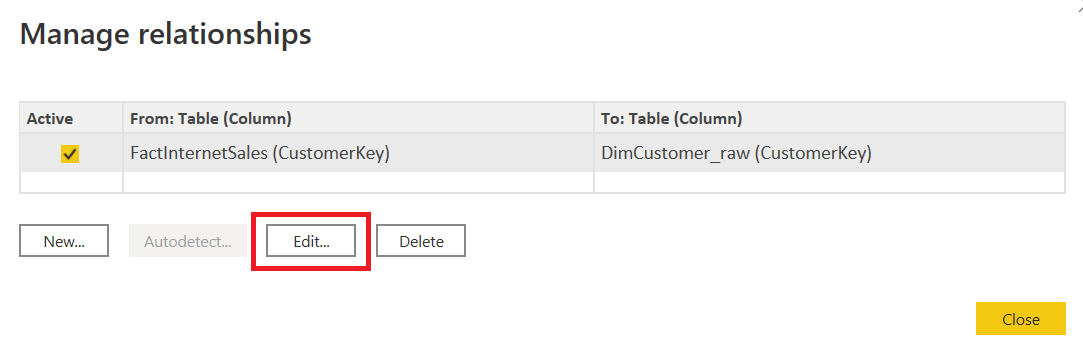 Manage relationships
Active From: Table (Column) To: Table (Column)
FactInternetSales (CustomerKey) DimCustomer_raw (CustomerKey)
New... Autodetect... Edit... Delete
Close